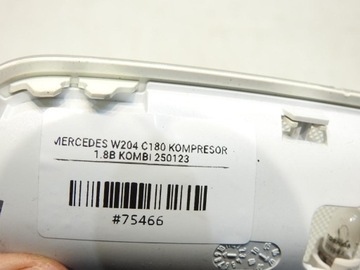 MERCEDES W204 C180 KOMPRESOR
1.8B KOMBI 250123
#75466